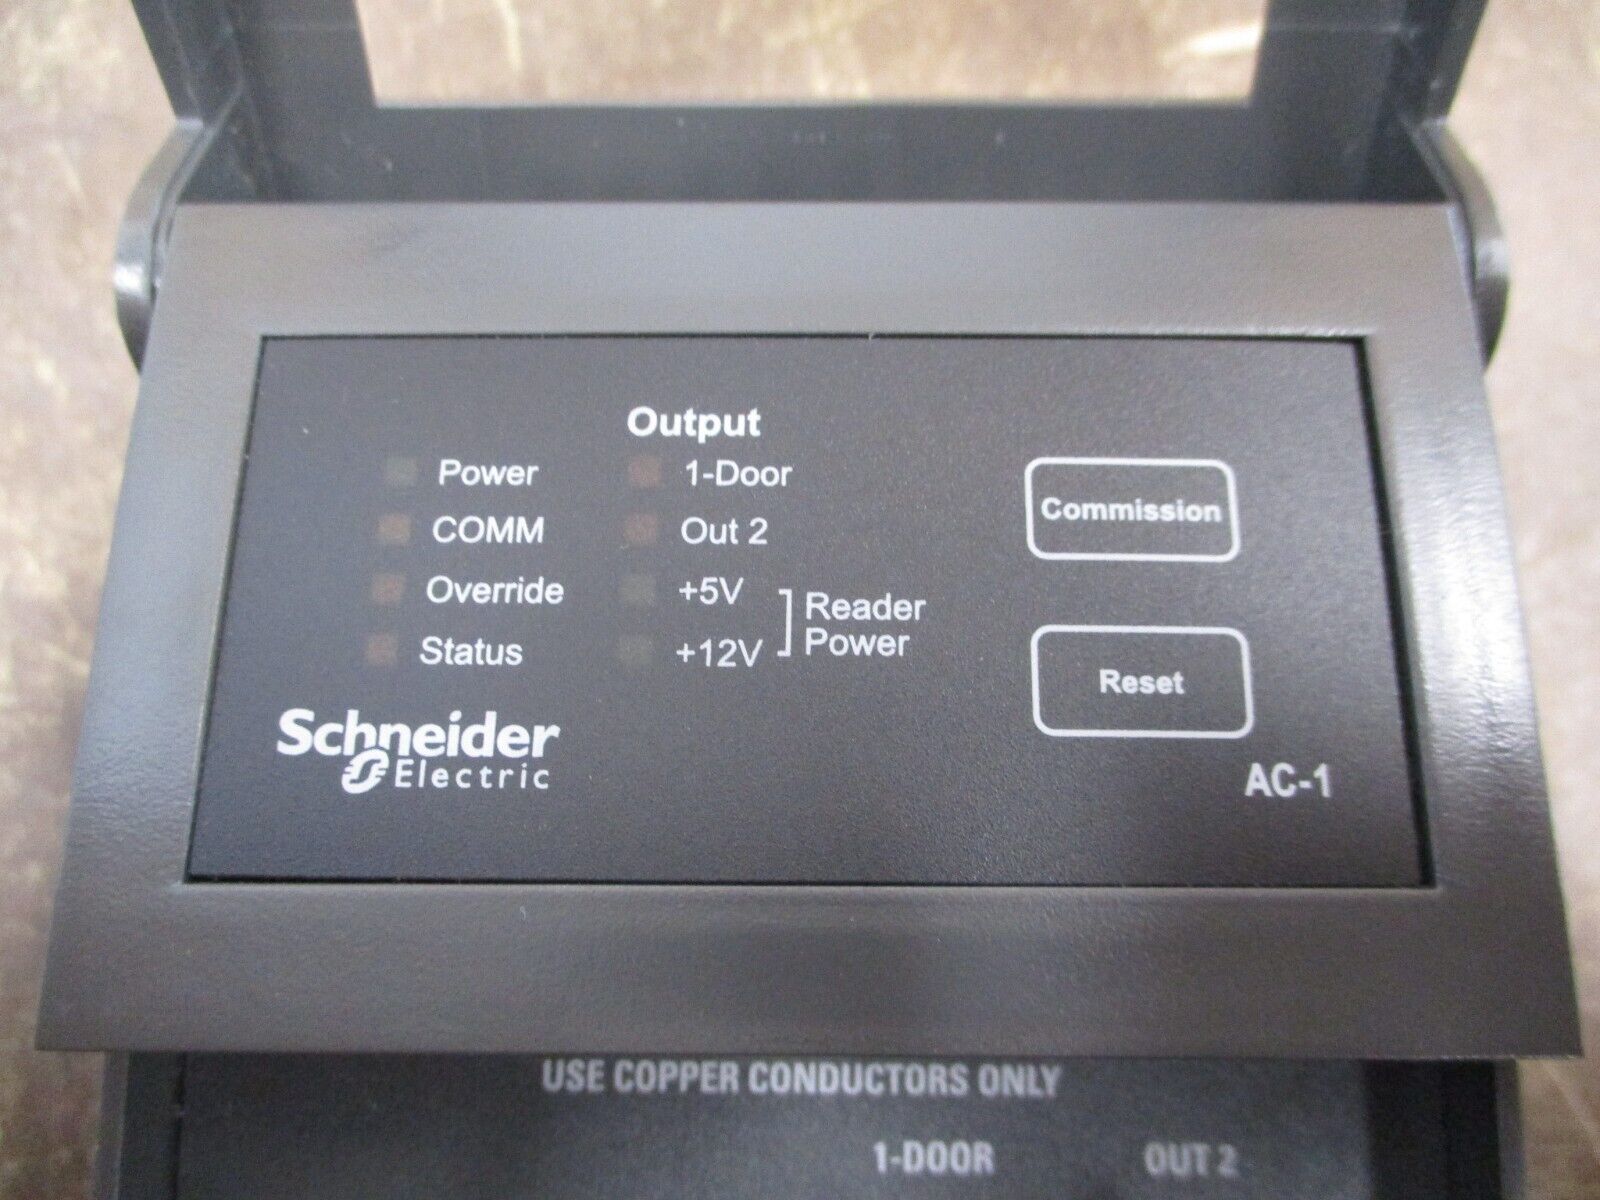 Output
Power
1-Door
COMM
Out 2
Override
+5V
Status
+12V
Reader
Power
Commission
Reset
Schneider
Electric
AC-1
USE COPPER CONDUCTORS ONLY
1-DOOR
OUT 2